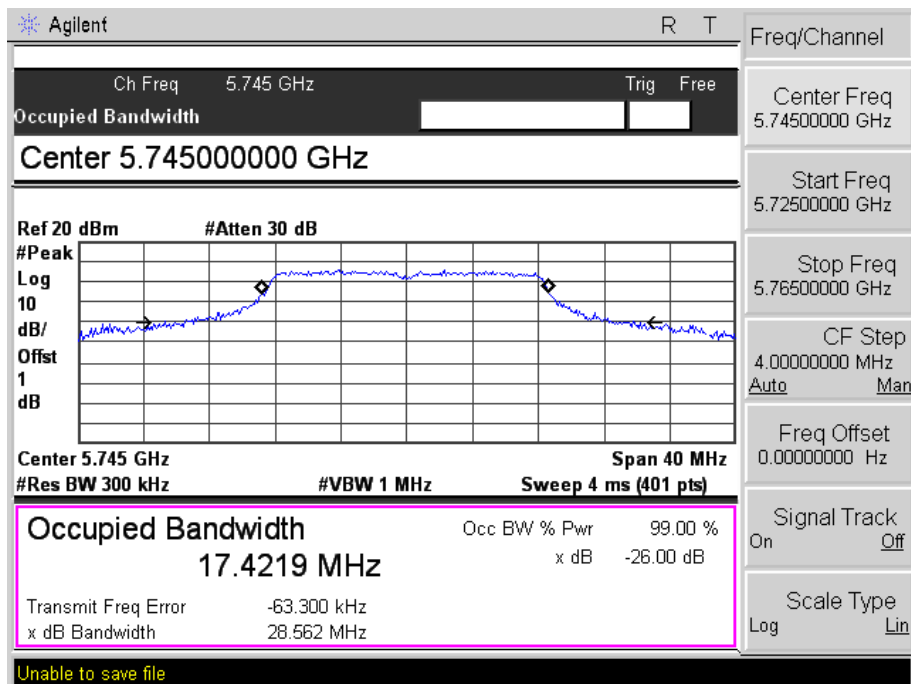 Agilent R T
Ch Freq 5.745 GHz Trig Free
Occupied Bandwidth
Center 5.745000000 GHz
Ref 20 dBm #Atten 30 dB
#Peak
Log
10
dB/
Offst
1
dB
Center 5.745 GHz Span 40 MHz
#Res BW 300 kHz #VBW 1 MHz Sweep 4 ms (401 pts)
Occupied Bandwidth
17.4219 MHz
Occ BW % Pwr 99.00 %
x dB -26.00 dB
Transmit Freq Error -63.300 kHz
x dB Bandwidth 28.562 MHz
Unable to save file
Freq/Channel
Center Freq
5.74500000 GHz
Start Freq
5.72500000 GHz
Stop Freq
5.76500000 GHz
CF Step
4.00000000 MHz
Auto Man
Freq Offset
0.00000000 Hz
Signal Track
On Off
Scale Type
Log Lin